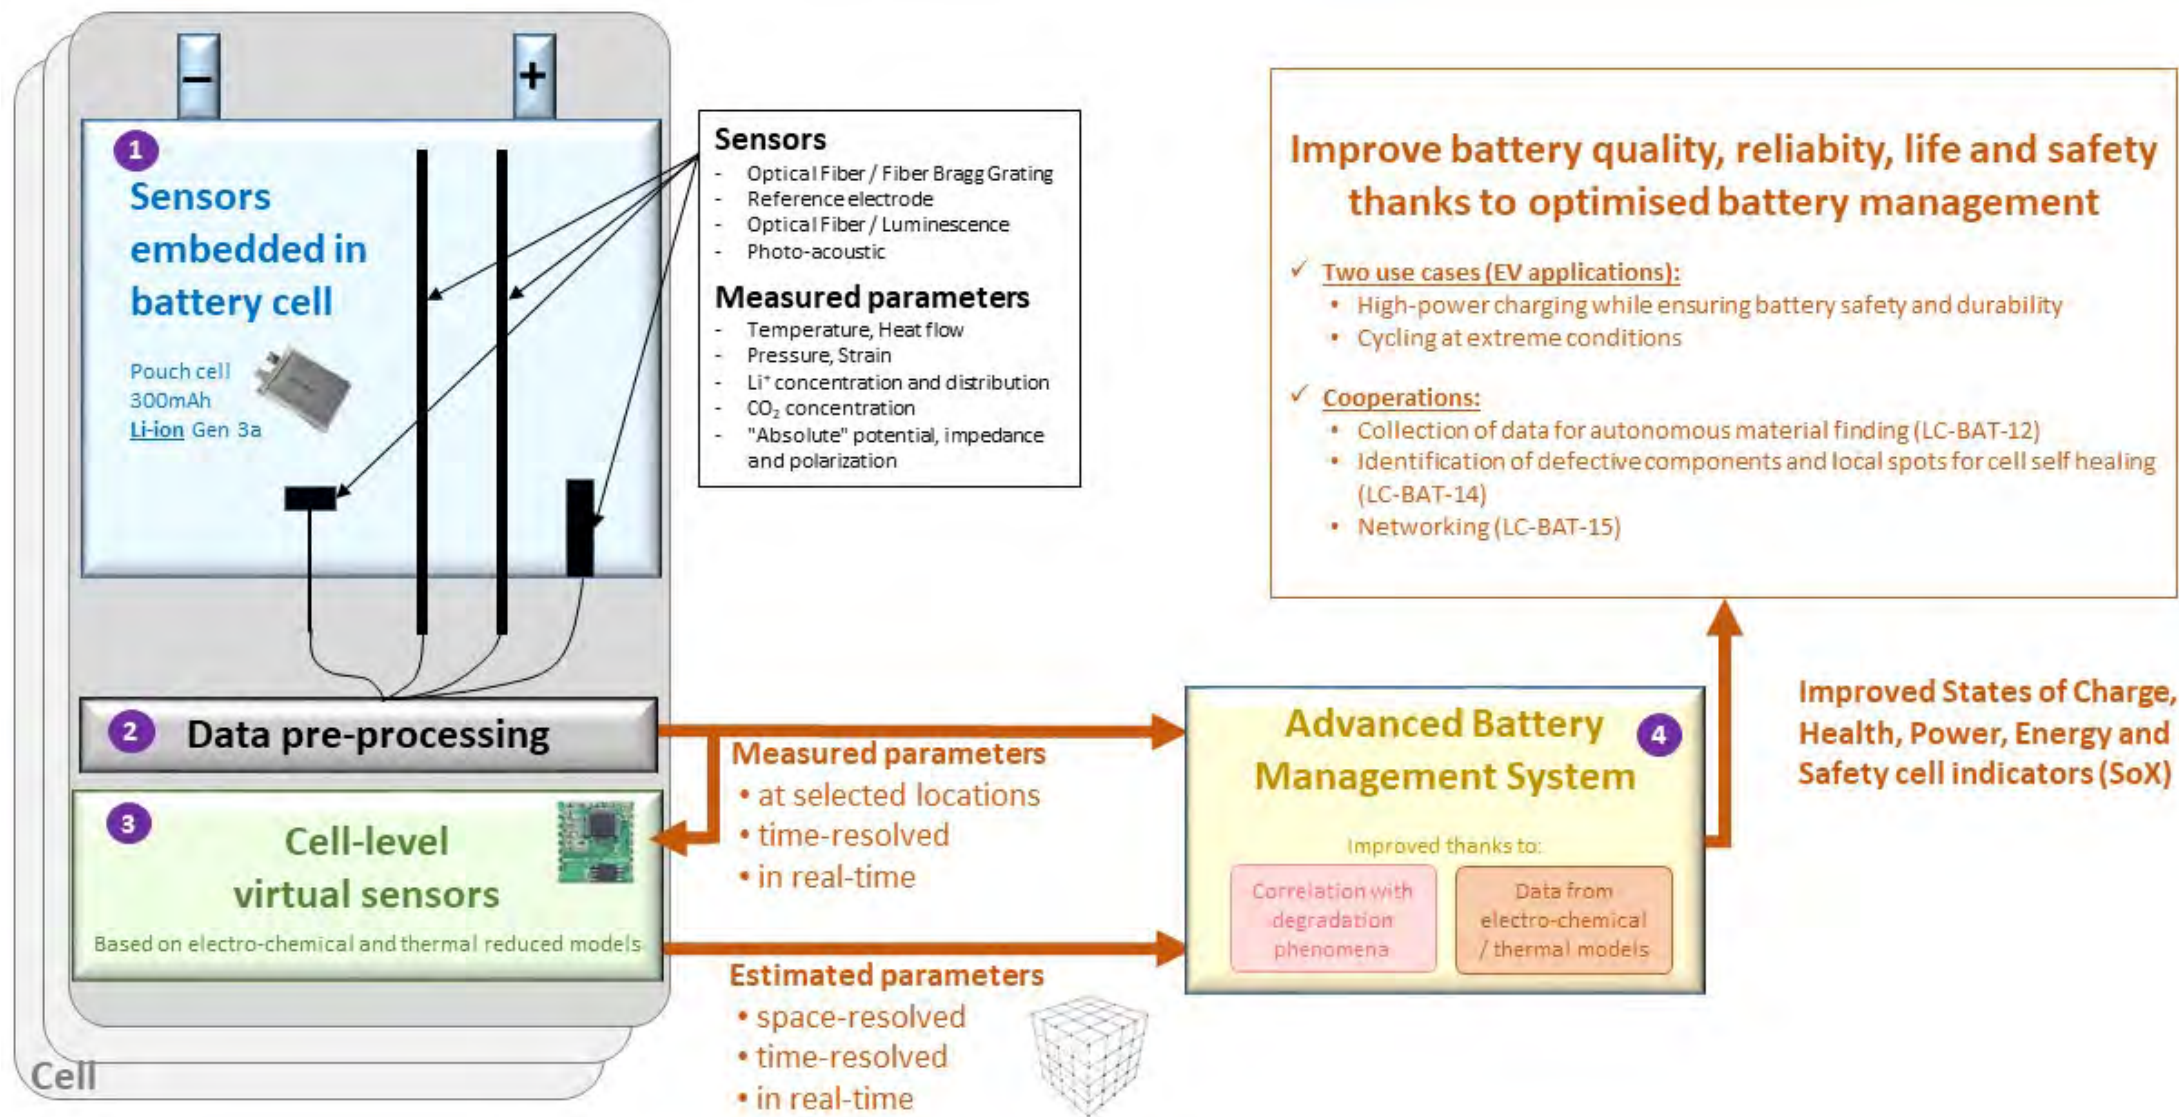 −
+
1
Sensors
embedded in
battery cell
Pouch cell
300mAh
Li-ion Gen 3a
Sensors
- Optical Fiber / Fiber Bragg Grating
- Reference electrode
- Optical Fiber / Luminescence
- Photo-acoustic
Measured parameters
- Temperature, Heat flow
- Pressure, Strain
- Li⁺ concentration and distribution
- CO₂ concentration
- "Absolute" potential, impedance
and polarization
Improve battery quality, reliabity, life and safety
thanks to optimised battery management
✓ Two use cases (EV applications):
• High-power charging while ensuring battery safety and durability
• Cycling at extreme conditions
✓ Cooperations:
• Collection of data for autonomous material finding (LC-BAT-12)
• Identification of defective components and local spots for cell self healing
(LC-BAT-14)
• Networking (LC-BAT-15)
2
Data pre-processing
Measured parameters
• at selected locations
• time-resolved
• in real-time
3
Cell-level
virtual sensors
Based on electro-chemical and thermal reduced models
Estimated parameters
• space-resolved
• time-resolved
• in real-time
Advanced Battery
Management System
4
Improved thanks to:
Correlation with
degradation
phenomena
Data from
electro-chemical
/ thermal models
Improved States of Charge,
Health, Power, Energy and
Safety cell indicators (SoX)
Cell